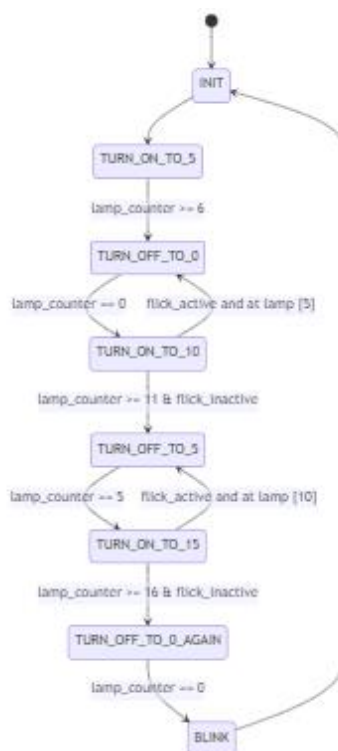 INIT
TURN_ON_TO_5
lamp_counter >= 6
TURN_OFF_TO_0
lamp_counter == 0
flick_active and at lamp [5]
TURN_ON_TO_10
lamp_counter >= 11 & flick_inactive
TURN_OFF_TO_5
lamp_counter == 5
flick_active and at lamp [10]
TURN_ON_TO_15
lamp_counter >= 16 & flick_inactive
TURN_OFF_TO_0_AGAIN
lamp_counter == 0
BLINK